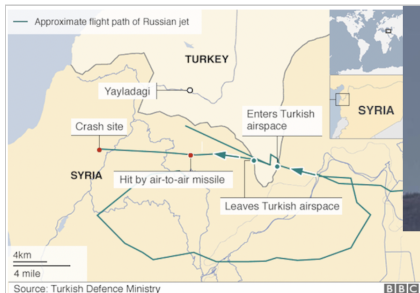 Approximate flight path of Russian jet
TURKEY
Yayladagi
SYRIA
Crash site
Enters Turkish
airspace
SYRIA
Hit by air-to-air missile
Leaves Turkish airspace
4km
4 mile
Source: Turkish Defence Ministry
BBC